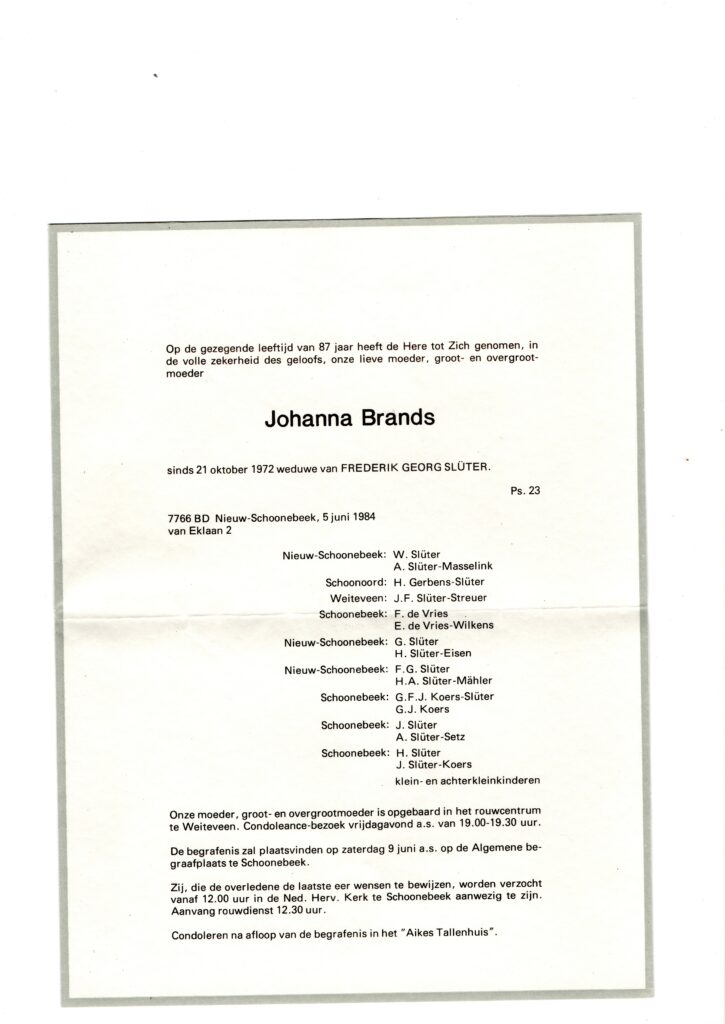 Op de gezegende leeftijd van 87 jaar heeft de Here tot Zich genomen, in
de volle zekerheid des geloofs, onze lieve moeder, groot- en overgroot-
moeder
Johanna Brands
sinds 21 oktober 1972 weduwe van FREDERIK GEORG SLÜTER.
Ps. 23
7766 BD Nieuw-Schoonebeek, 5 juni 1984
van Eklaan 2
Nieuw-Schoonebeek: W. Slüter
A. Slüter-Masselink
Schoonoord: H. Gerbens-Slüter
Weiteveen: J.F. Slüter-Streuer
Schoonebeek: F. de Vries
E. de Vries-Wilkens
Nieuw-Schoonebeek: G. Slüter
H. Slüter-Eisen
Nieuw-Schoonebeek: F.G. Slüter
H.A. Slüter-Mähler
Schoonebeek: G.F.J. Koers-Slüter
G.J. Koers
Schoonebeek: J. Slüter
A. Slüter-Setz
Schoonebeek: H. Slüter
J. Slüter-Koers
klein- en achterkleinkinderen
Onze moeder, groot- en overgrootmoeder is opgebaard in het rouwcentrum
te Weiteveen. Condoleance-bezoek vrijdagavond a.s. van 19.00-19.30 uur.
De begrafenis zal plaatsvinden op zaterdag 9 juni a.s. op de Algemene be-
graafplaats te Schoonebeek.
Zij, die de overledene de laatste eer wensen te bewijzen, worden verzocht
vanaf 12.00 uur in de Ned. Herv. Kerk te Schoonebeek aanwezig te zijn.
Aanvang rouwdienst 12.30 uur.
Condoleren na afloop van de begrafenis in het "Aikes Tallenhuis".